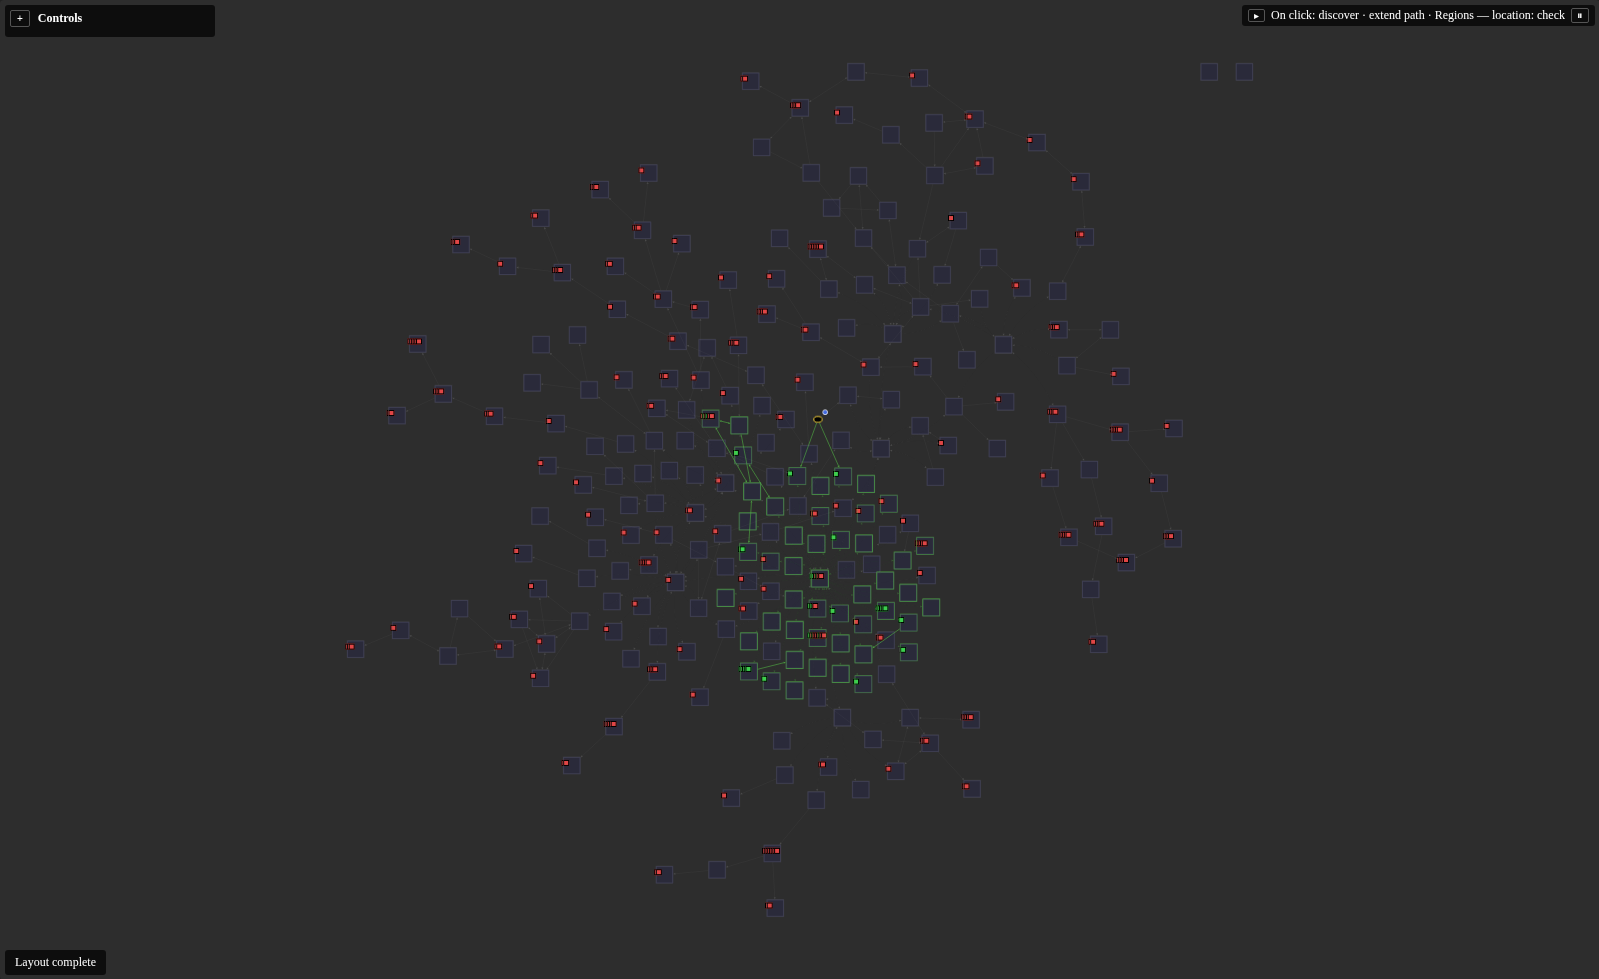 + Controls
On click: discover · extend path · Regions — location: check
Layout complete